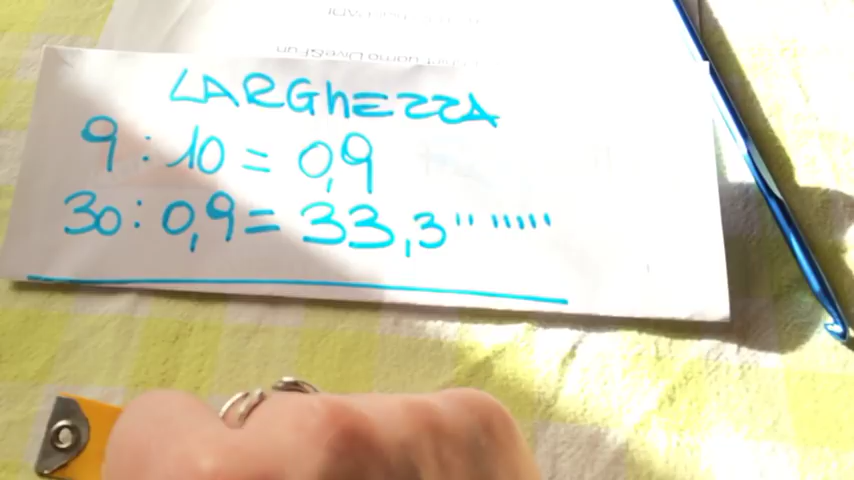 LARGhEZZA
9 : 10 = 0,9
30 : 0,9 = 33,3'' '''''